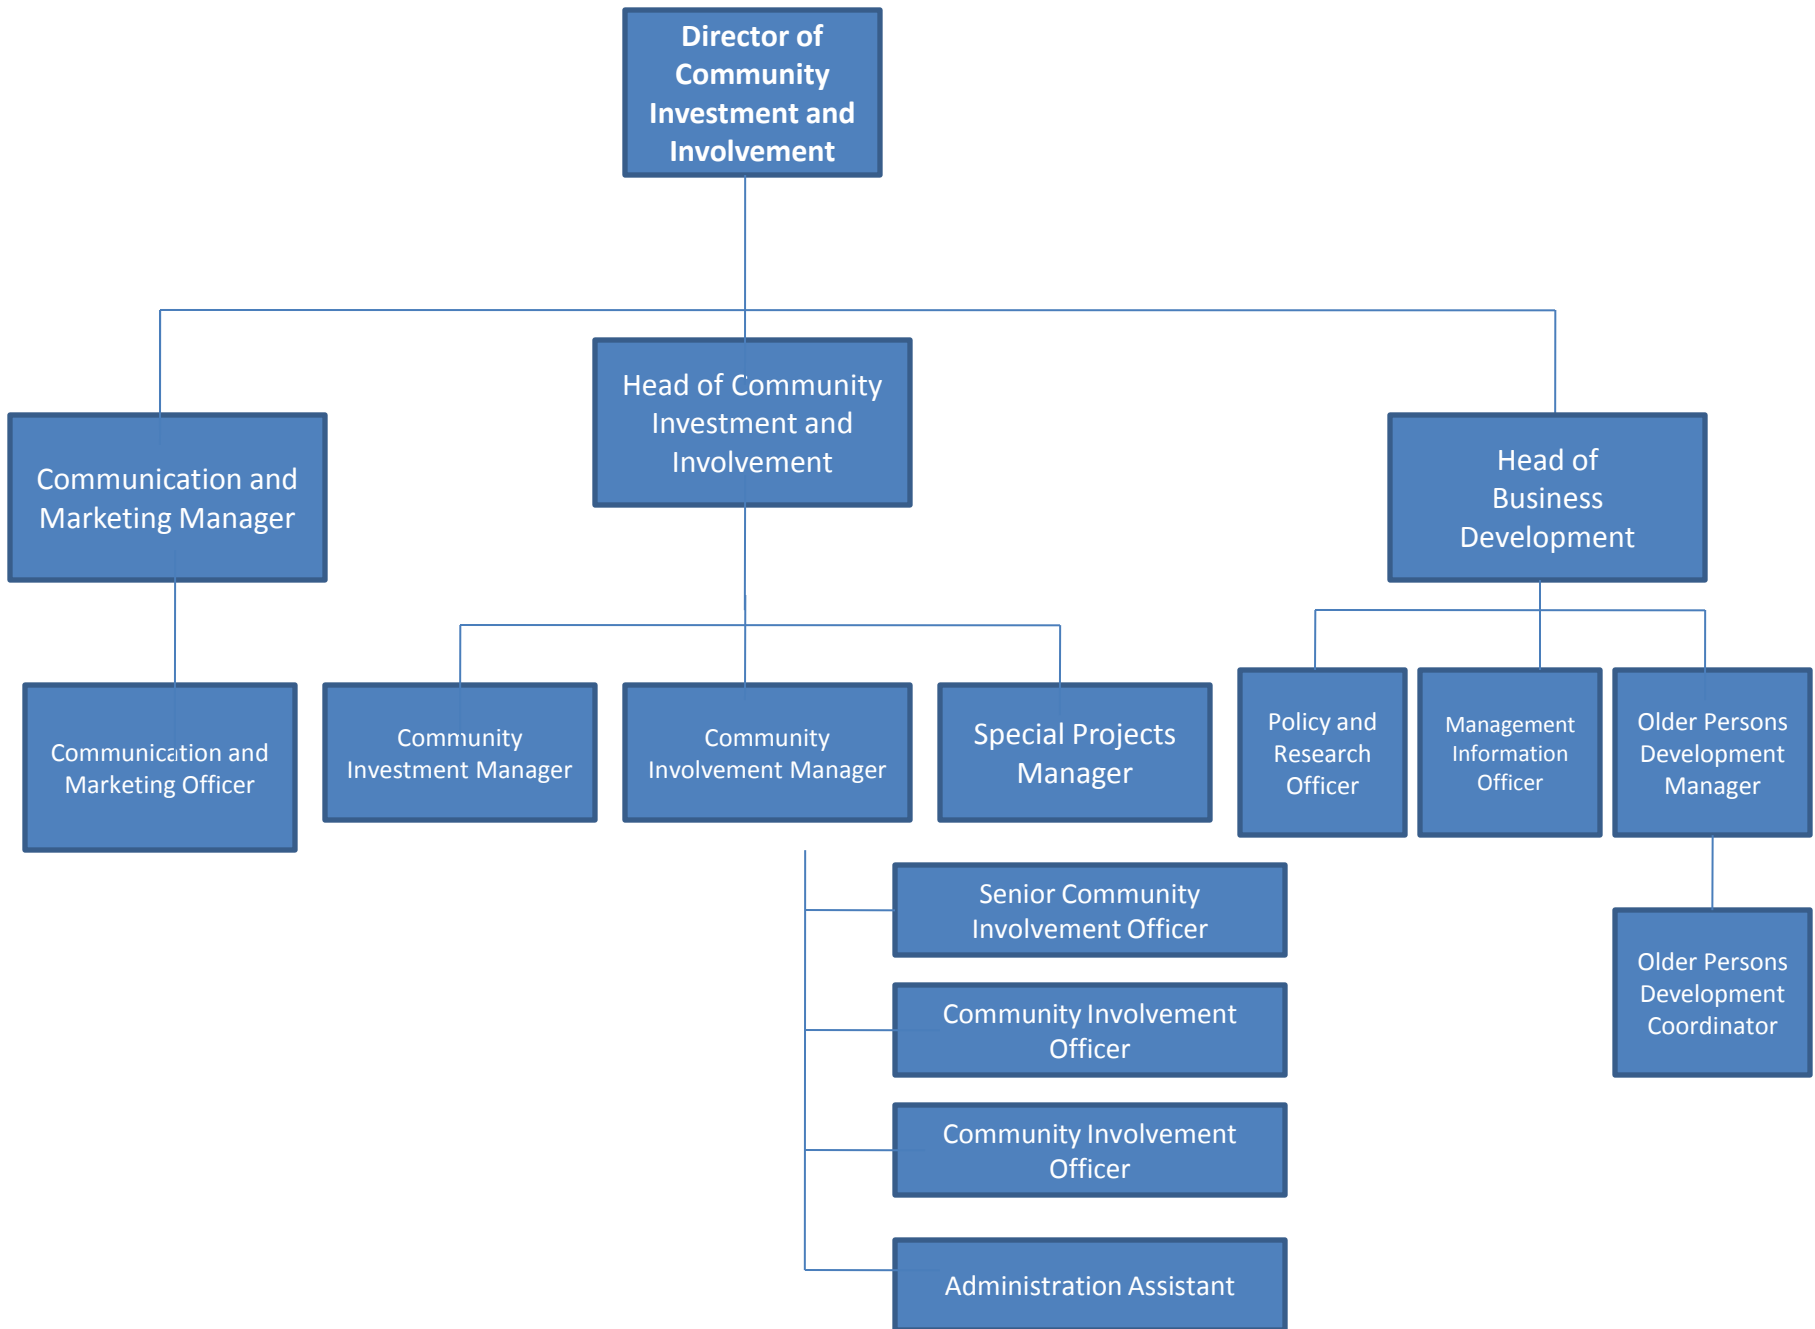 Director of
Community
Investment and
Involvement
Head of Community
Investment and
Involvement
Communication and
Marketing Manager
Head of
Business
Development
Communication and
Marketing Officer
Community
Investment Manager
Community
Involvement Manager
Special Projects
Manager
Policy and
Research
Officer
Management
Information
Officer
Older Persons
Development
Manager
Senior Community
Involvement Officer
Community Involvement
Officer
Older Persons
Development
Coordinator
Community Involvement
Officer
Administration Assistant